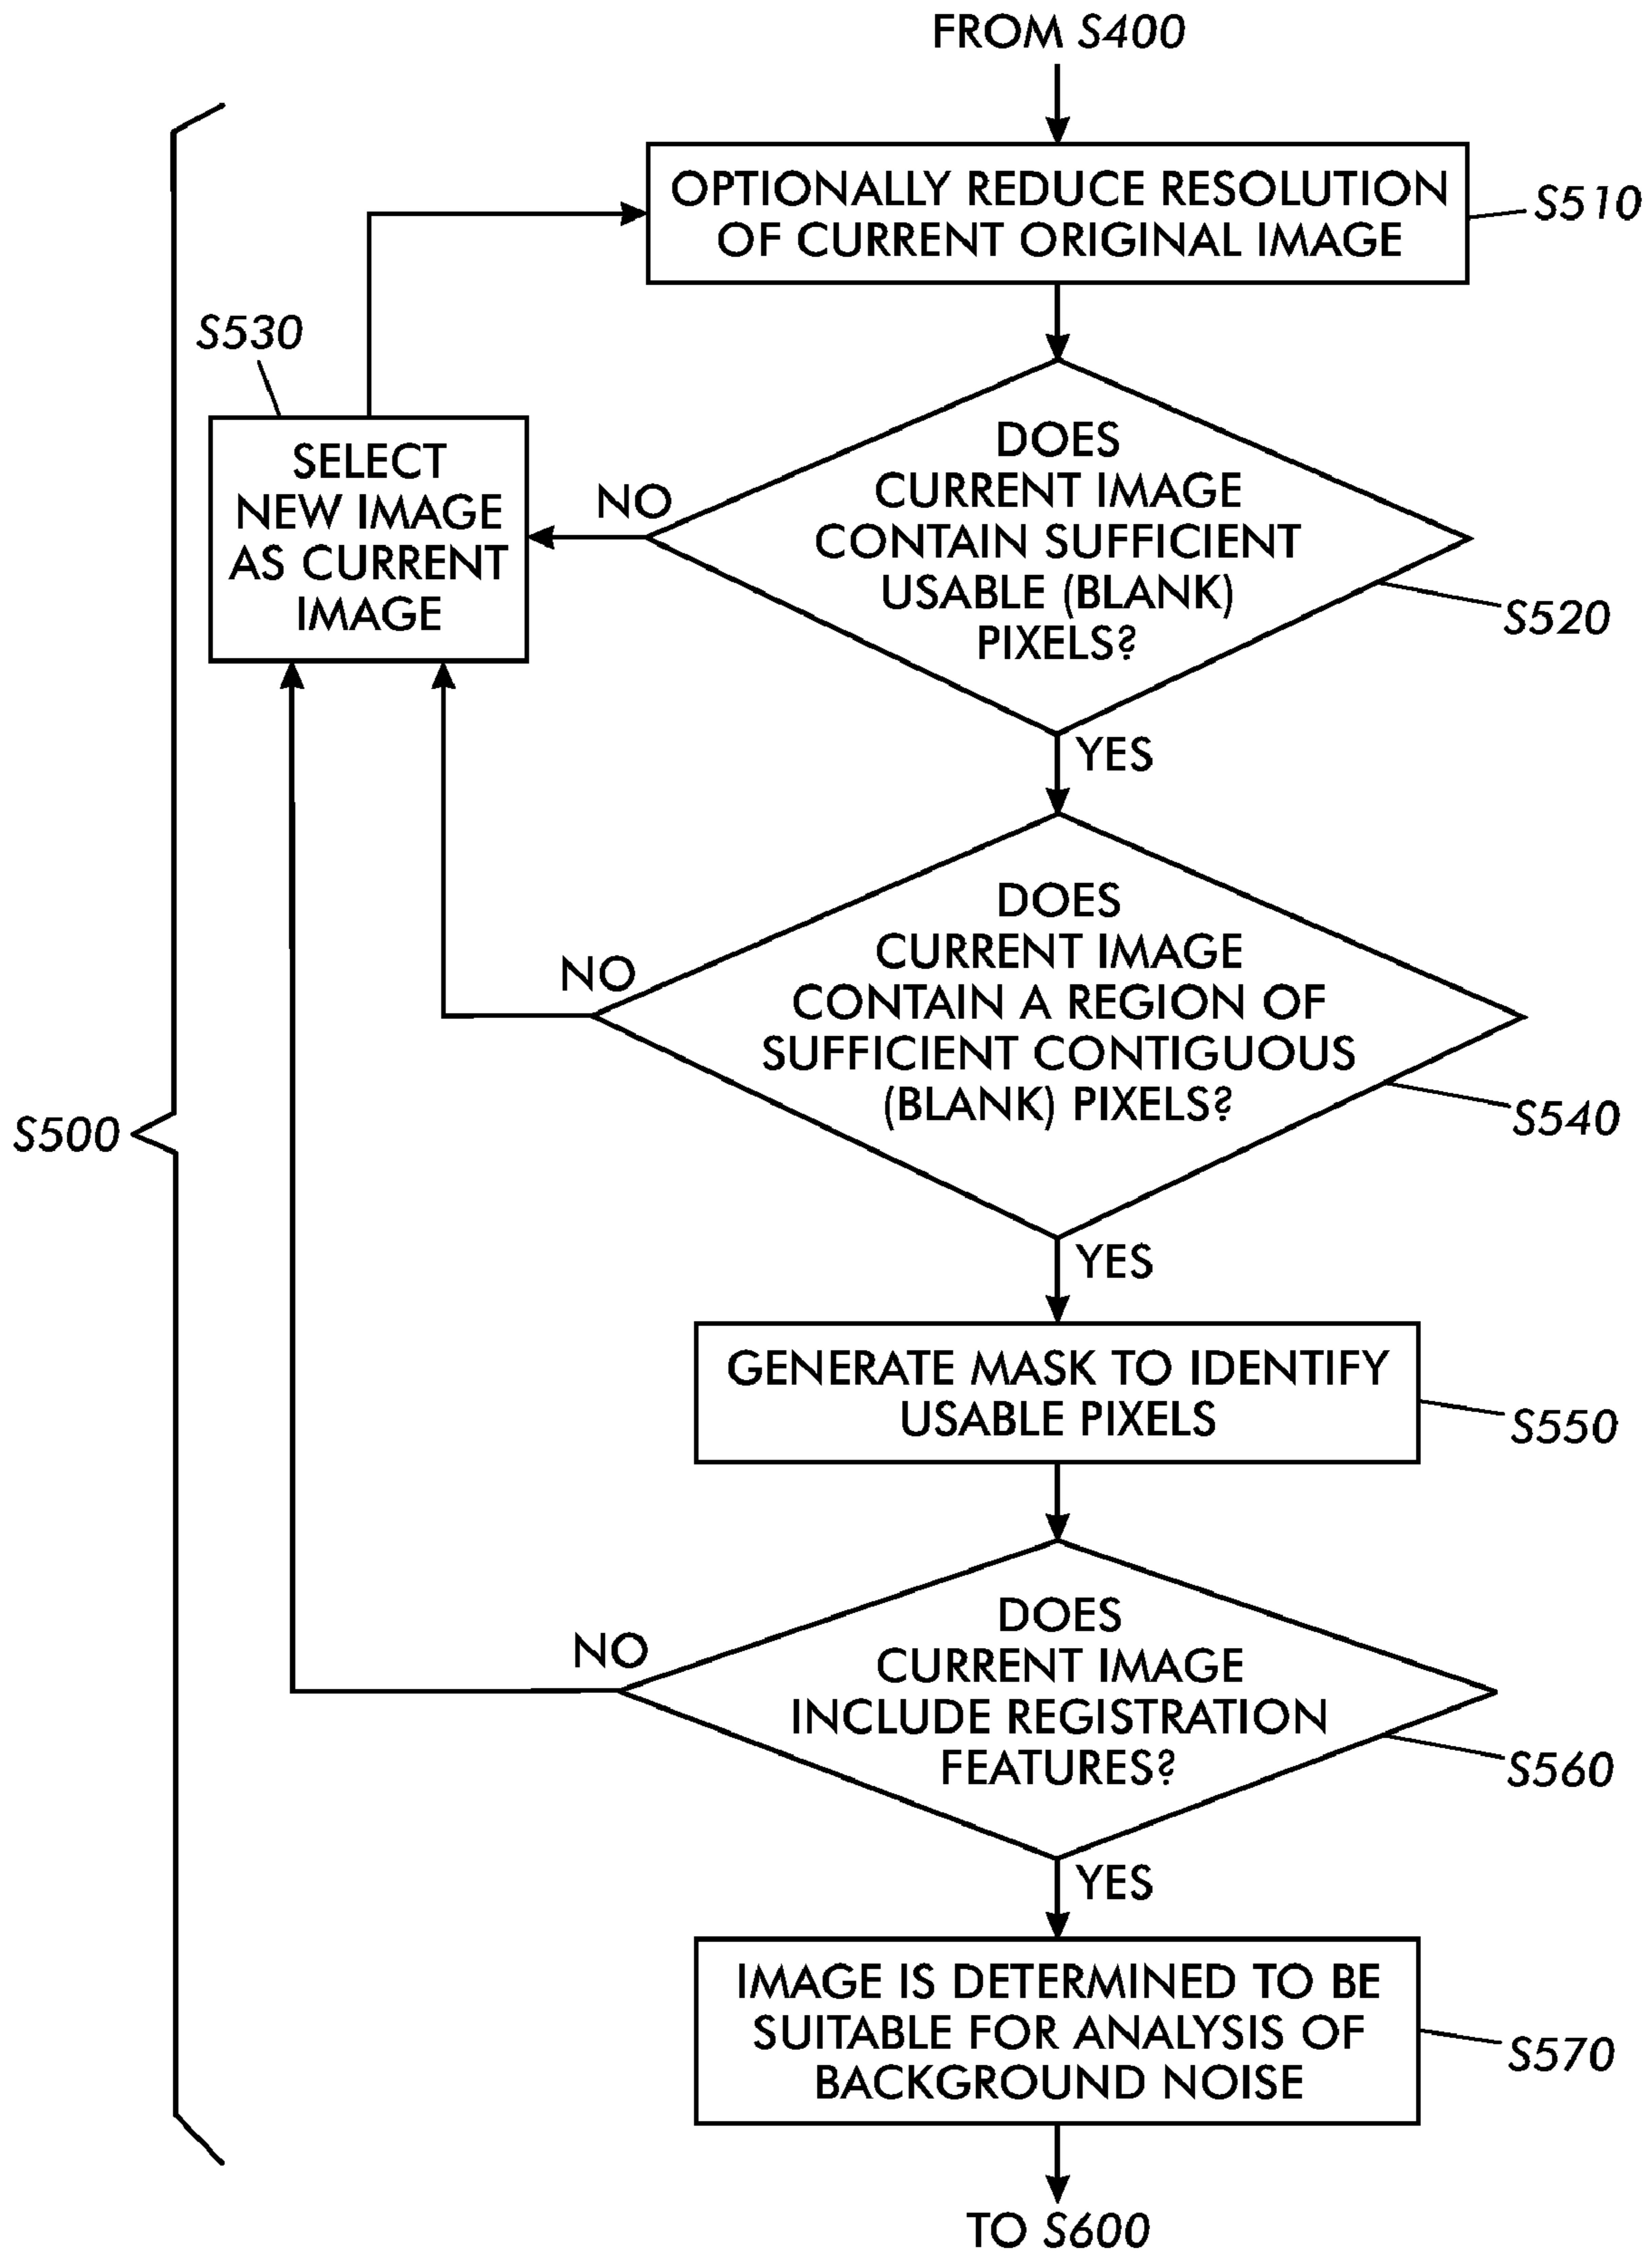 FROM S400
OPTIONALLY REDUCE RESOLUTION
OF CURRENT ORIGINAL IMAGE
S510
S530
SELECT
NEW IMAGE
AS CURRENT
IMAGE
NO
DOES
CURRENT IMAGE
CONTAIN SUFFICIENT
USABLE (BLANK)
PIXELS?
S520
YES
DOES
CURRENT IMAGE
CONTAIN A REGION OF
SUFFICIENT CONTIGUOUS
(BLANK) PIXELS?
NO
S540
S500
YES
GENERATE MASK TO IDENTIFY
USABLE PIXELS
S550
DOES
CURRENT IMAGE
INCLUDE REGISTRATION
FEATURES?
NO
S560
YES
IMAGE IS DETERMINED TO BE
SUITABLE FOR ANALYSIS OF
BACKGROUND NOISE
S570
TO S600